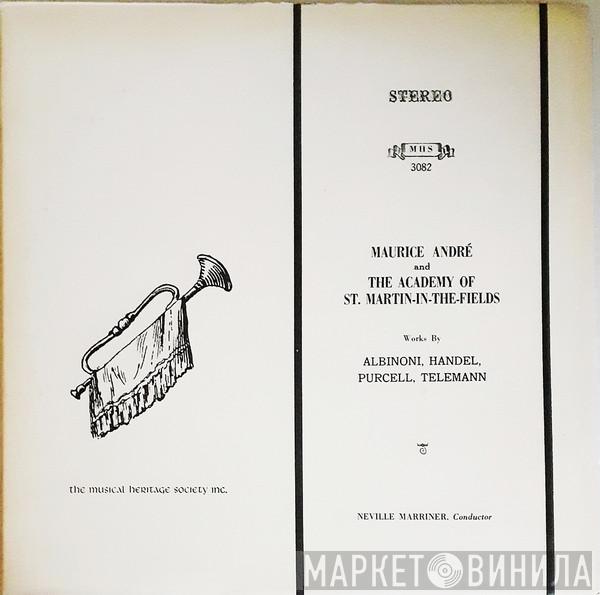 STEREO
MHS
3082
MAURICE ANDRÉ
and
THE ACADEMY OF
ST. MARTIN-IN-THE-FIELDS
Works By
ALBINONI, HANDEL,
PURCELL, TELEMANN
the musical heritage society inc.
NEVILLE MARRINER, Conductor
МАРКЕТ ВИНИЛА